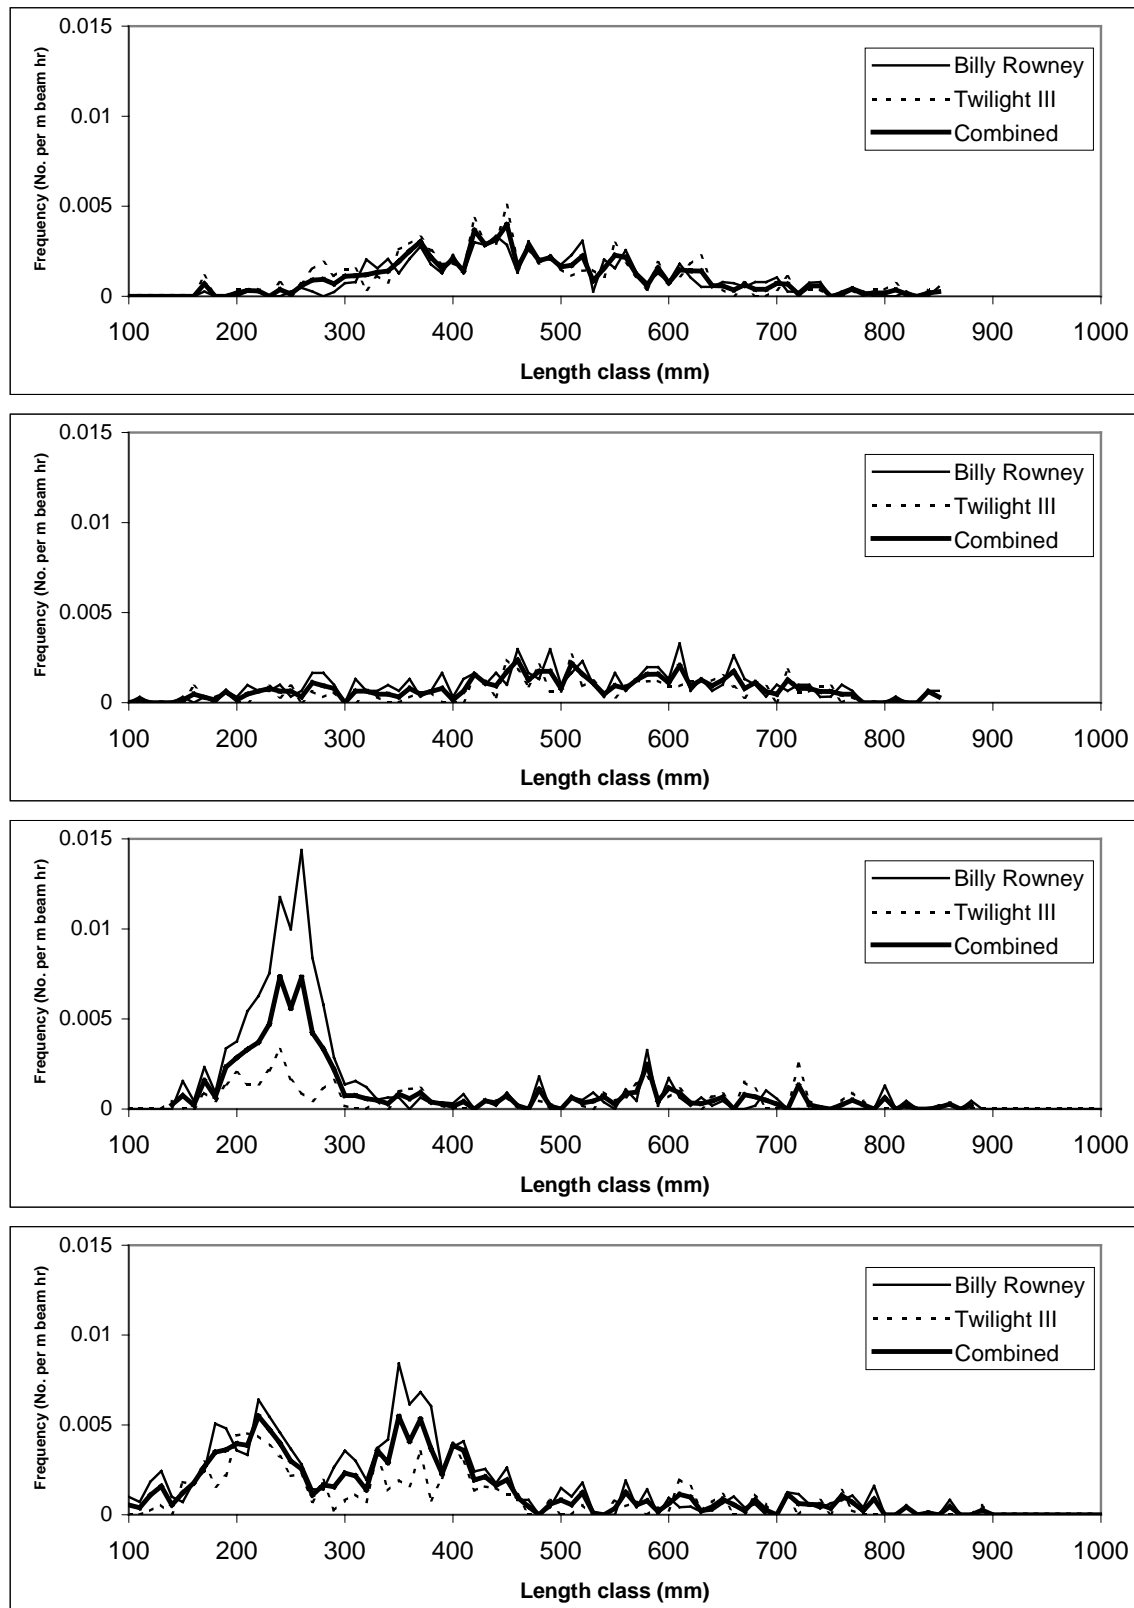 Frequency (No. per m beam hr)
0.015
0.01
0.005
0
Billy Rowney
Twilight III
Combined
100 200 300 400 500 600 700 800 900 1000
Length class (mm)
Frequency (No. per m beam hr)
0.015
0.01
0.005
0
Billy Rowney
Twilight III
Combined
100 200 300 400 500 600 700 800 900 1000
Length class (mm)
Frequency (No. per m beam hr)
0.015
0.01
0.005
0
Billy Rowney
Twilight III
Combined
100 200 300 400 500 600 700 800 900 1000
Length class (mm)
Frequency (No. per m beam hr)
0.015
0.01
0.005
0
Billy Rowney
Twilight III
Combined
100 200 300 400 500 600 700 800 900 1000
Length class (mm)